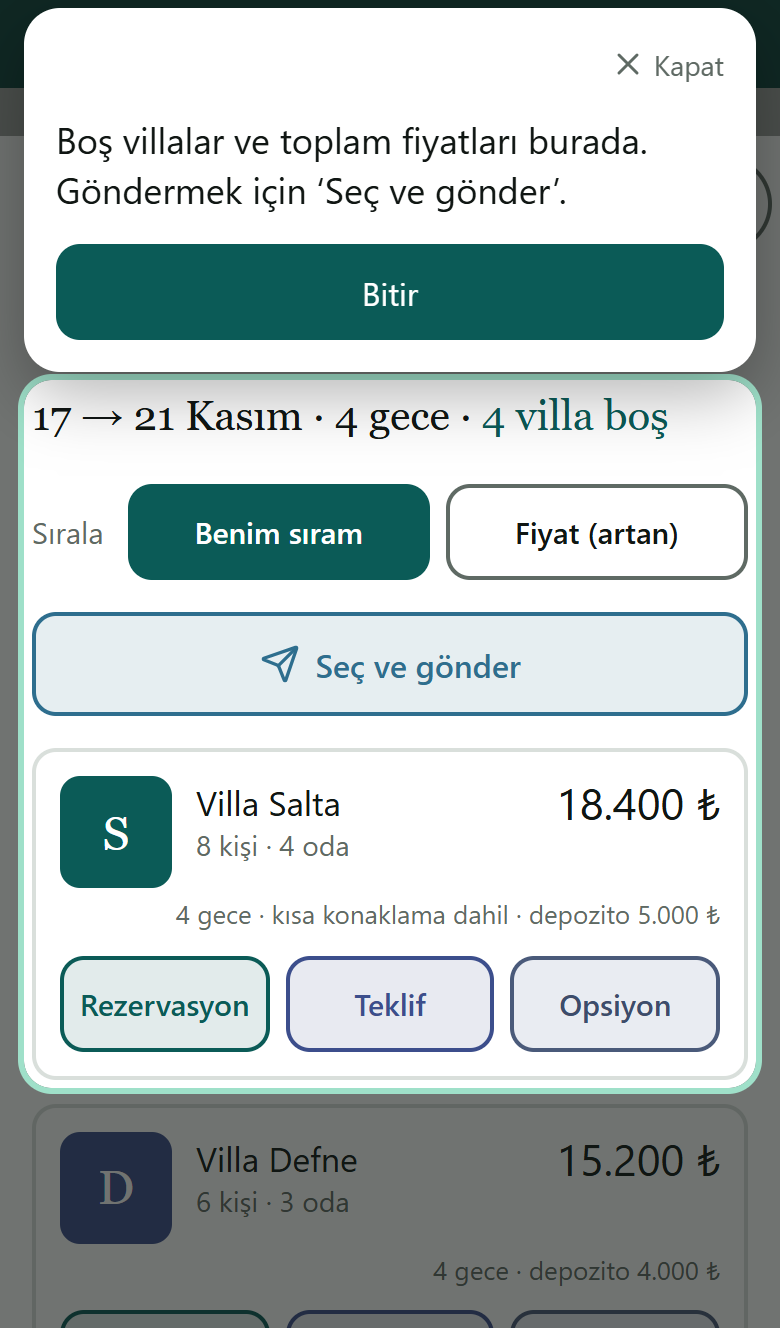 Kapat
Boş villalar ve toplam fiyatları burada.
Göndermek için ‘Seç ve gönder’.
Bitir
17 → 21 Kasım · 4 gece · 4 villa boş
Sırala
Benim sıram
Fiyat (artan)
Seç ve gönder
S
Villa Salta
18.400 ₺
8 kişi · 4 oda
4 gece · kısa konaklama dahil · depozito 5.000 ₺
Rezervasyon
Teklif
Opsiyon
D
Villa Defne
15.200 ₺
6 kişi · 3 oda
4 gece · depozito 4.000 ₺